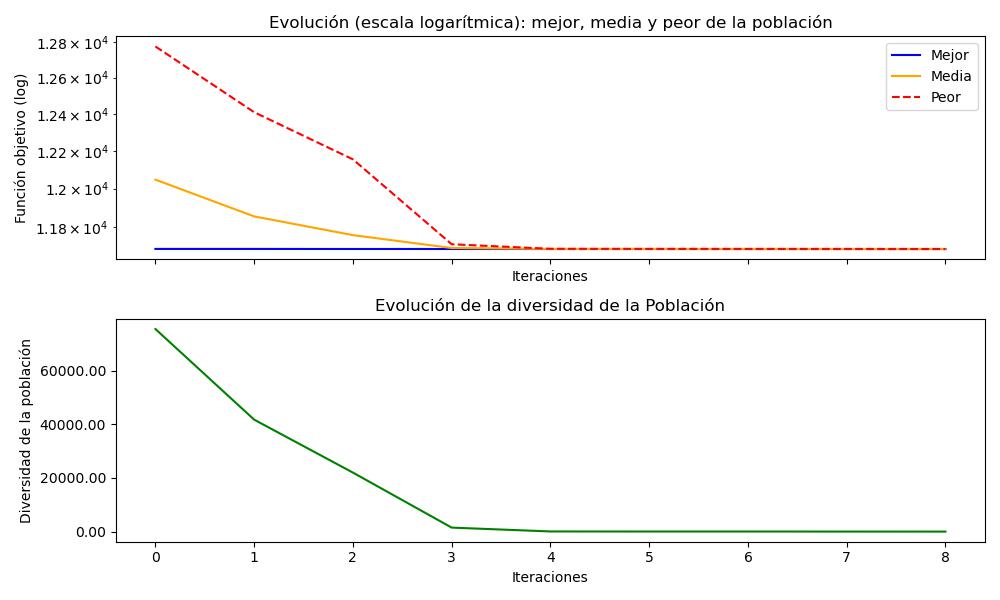 Evolución (escala logarítmica): mejor, media y peor de la población
Función objetivo (log)
1.28 × 10⁴
1.26 × 10⁴
1.24 × 10⁴
1.22 × 10⁴
1.2 × 10⁴
1.18 × 10⁴
Mejor
Media
Peor
Iteraciones
Evolución de la diversidad de la Población
Diversidad de la población
60000.00
40000.00
20000.00
0.00
0 1 2 3 4 5 6 7 8
Iteraciones